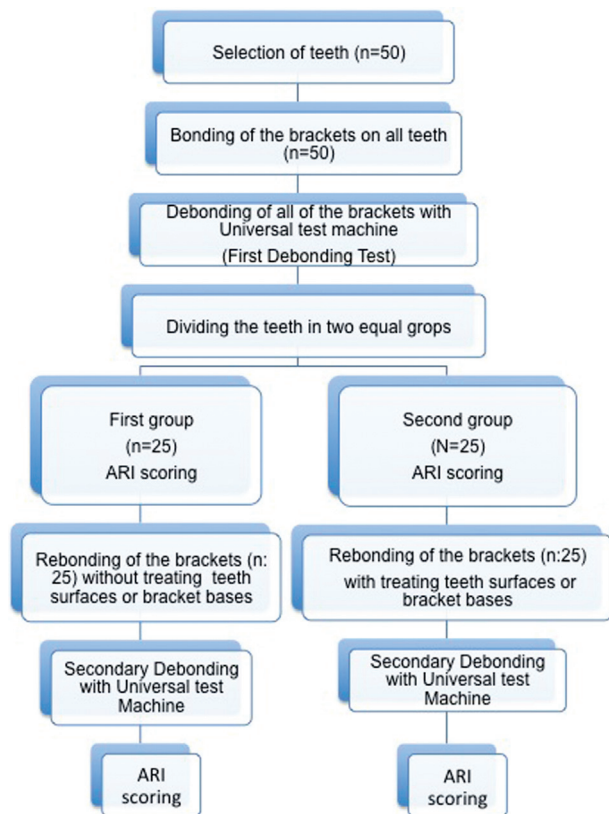 Selection of teeth (n=50)
Bonding of the brackets on all teeth
(n=50)
Debonding of all of the brackets with
Universal test machine
(First Debonding Test)
Dividing the teeth in two equal grops
First group
(n=25)
ARI scoring
Second group
(N=25)
ARI scoring
Rebonding of the brackets (n:
25) without treating teeth
surfaces or bracket bases
Rebonding of the brackets (n:25)
with treating teeth surfaces or
bracket bases
Secondary Debonding
with Universal test
Machine
Secondary Debonding
with Universal test
Machine
ARI
scoring
ARI
scoring